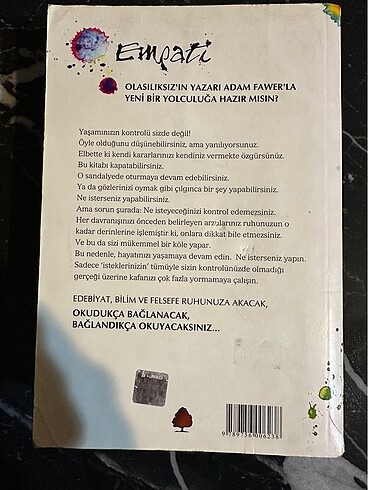 Empati
OLASILIKSIZ'IN YAZARI ADAM FAWER'LA
YENİ BİR YOLCULUĞA HAZIR MISIN?
Yaşamınızın kontrolü sizde değil!
Öyle olduğunu düşünebilirsiniz, ama yanılıyorsunuz.
Elbette ki kendi kararlarınızı kendiniz vermekte özgürsünüz.
Bu kitabı kapatabilirsiniz.
O sandalyede oturmaya devam edebilirsiniz.
Ya da gözlerinizi oymak gibi çılgınca bir şey yapabilirsiniz.
Ne isterseniz yapabilirsiniz.
Ama sorun şurada: Ne isteyeceğinizi kontrol edemezsiniz.
Her davranışınızı önceden belirleyen arzularınız ruhunuzun o
kadar derinlerine işlemiştir ki, onlara dikkat bile etmezsiniz.
Ve bu da sizi mükemmel bir köle yapar.
Bu nedenle, hayatınızı yaşamaya devam edin. Ne isterseniz yapın.
Sadece 'isteklerinizin' tümüyle sizin kontrolünüzde olmadığı
gerçeği üzerine kafanızı çok fazla yormamaya çalışın.
EDEBİYAT, BİLİM VE FELSEFE RUHUNUZA AKACAK,
OKUDUKÇA BAĞLANACAK,
BAĞLANDIKÇA OKUYACAKSINIZ...
9 789756 006238